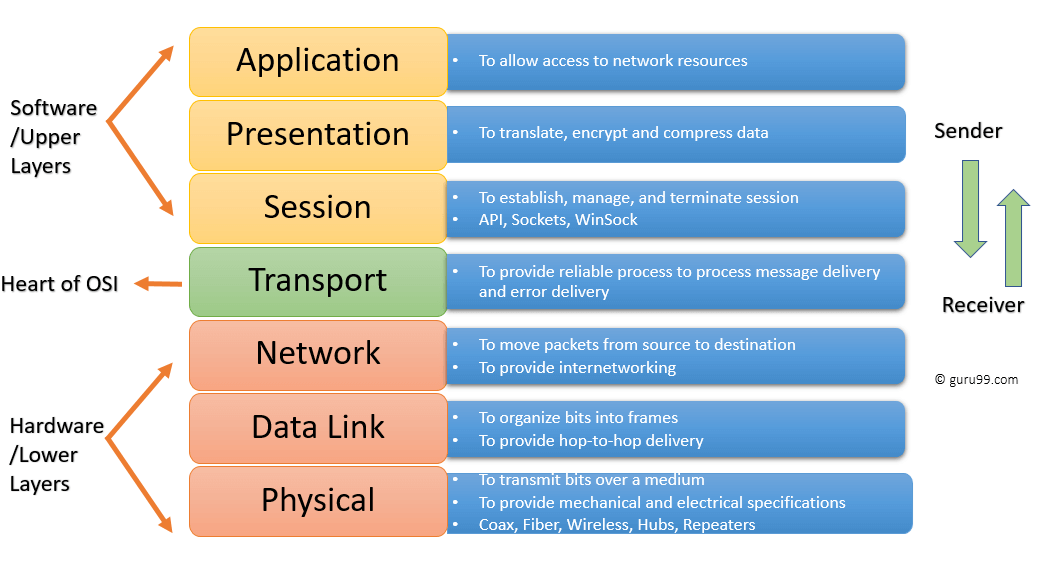 Software
/Upper
Layers
Application
• To allow access to network resources
Presentation
• To translate, encrypt and compress data
Session
• To establish, manage, and terminate session
• API, Sockets, WinSock
Heart of OSI
Transport
• To provide reliable process to process message delivery
and error delivery
Hardware
/Lower
Layers
Network
• To move packets from source to destination
• To provide internetworking
Data Link
• To organize bits into frames
• To provide hop-to-hop delivery
Physical
• To transmit bits over a medium
• To provide mechanical and electrical specifications
• Coax, Fiber, Wireless, Hubs, Repeaters
Sender
Receiver
© guru99.com